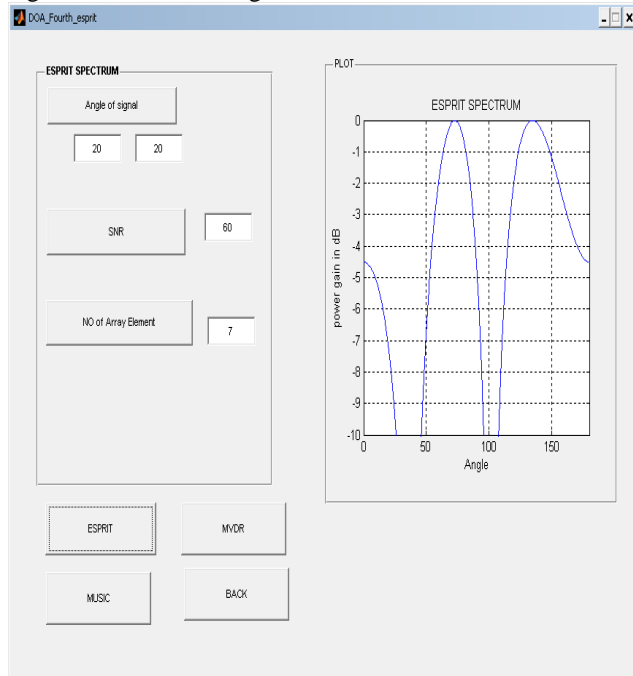 DOA_Fourth_esprit
ESPRIT SPECTRUM
Angle of signal
20 20
SNR
60
NO of Array Element
7
ESPRIT
MVDR
MUSIC
BACK
PLOT
ESPRIT SPECTRUM
0
-1
-2
-3
-4
-5
-6
-7
-8
-9
-10
power gain in dB
0 50 100 150
Angle